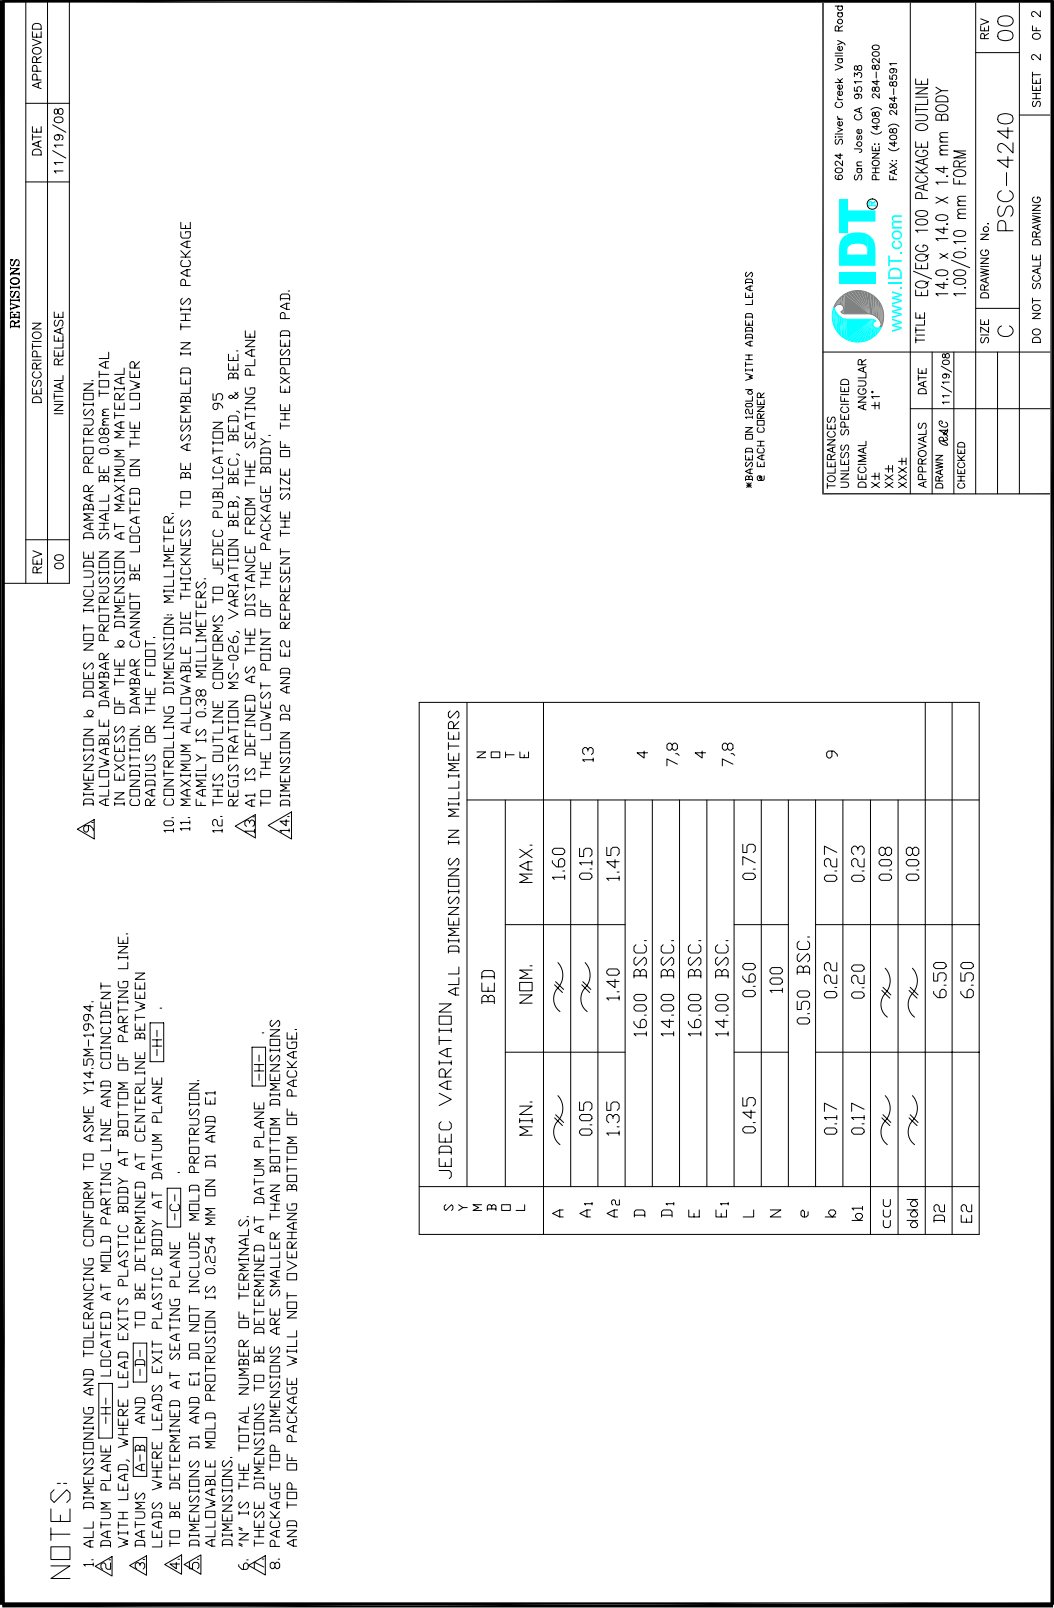 NOTES:
1. ALL DIMENSIONING AND TOLERANCING CONFORM TO ASME Y14.5M-1994.
2. DATUM PLANE -H- LOCATED AT MOLD PARTING LINE AND COINCIDENT
WITH LEAD, WHERE LEAD EXITS PLASTIC BODY AT BOTTOM OF PARTING LINE.
3. DATUMS A-B AND -D- TO BE DETERMINED AT CENTERLINE BETWEEN
LEADS WHERE LEADS EXIT PLASTIC BODY AT DATUM PLANE -H- .
4. TO BE DETERMINED AT SEATING PLANE -C- .
5. DIMENSIONS D1 AND E1 DO NOT INCLUDE MOLD PROTRUSION.
ALLOWABLE MOLD PROTRUSION IS 0.254 MM ON D1 AND E1
DIMENSIONS.
6. "N" IS THE TOTAL NUMBER OF TERMINALS.
7. THESE DIMENSIONS TO BE DETERMINED AT DATUM PLANE -H- .
8. PACKAGE TOP DIMENSIONS ARE SMALLER THAN BOTTOM DIMENSIONS
AND TOP OF PACKAGE WILL NOT OVERHANG BOTTOM OF PACKAGE.
9. DIMENSION b DOES NOT INCLUDE DAMBAR PROTRUSION.
ALLOWABLE DAMBAR PROTRUSION SHALL BE 0.08mm TOTAL
IN EXCESS OF THE b DIMENSION AT MAXIMUM MATERIAL
CONDITION. DAMBAR CANNOT BE LOCATED ON THE LOWER
RADIUS OR THE FOOT.
10. CONTROLLING DIMENSION: MILLIMETER.
11. MAXIMUM ALLOWABLE DIE THICKNESS TO BE ASSEMBLED IN THIS PACKAGE
FAMILY IS 0.38 MILLIMETERS.
12. THIS OUTLINE CONFORMS TO JEDEC PUBLICATION 95
REGISTRATION MS-026, VARIATION BEB, BEC, BED, & BEE.
13. A1 IS DEFINED AS THE DISTANCE FROM THE SEATING PLANE
TO THE LOWEST POINT OF THE PACKAGE BODY.
14. DIMENSION D2 AND E2 REPRESENT THE SIZE OF THE EXPOSED PAD.
REVISIONS
REV DESCRIPTION DATE APPROVED
00 INITIAL RELEASE 11/19/08
SYMBOL JEDEC VARIATION ALL DIMENSIONS IN MILLIMETERS
BED NOTE
MIN. NOM. MAX.
A 1.60
A1 0.05 0.15 13
A2 1.35 1.40 1.45
D 16.00 BSC. 4
D1 14.00 BSC. 7,8
E 16.00 BSC. 4
E1 14.00 BSC. 7,8
L 0.45 0.60 0.75
N 100
e 0.50 BSC.
b 0.17 0.22 0.27 9
b1 0.17 0.20 0.23
ccc 0.08
ddd 0.08
D2 6.50
E2 6.50
*BASED ON 120Ld WITH ADDED LEADS
@ EACH CORNER
TOLERANCES
UNLESS SPECIFIED
DECIMAL ANGULAR
X± ±1°
XX±
XXX±
APPROVALS DATE
DRAWN RAC 11/19/08
CHECKED
IDT ®
www.IDT.com
6024 Silver Creek Valley Road
San Jose CA 95138
PHONE: (408) 284-8200
FAX: (408) 284-8591
TITLE EQ/EQG 100 PACKAGE OUTLINE
14.0 x 14.0 X 1.4 mm BODY
1.00/0.10 mm FORM
SIZE DRAWING No. REV
C PSC-4240 00
DO NOT SCALE DRAWING SHEET 2 OF 2